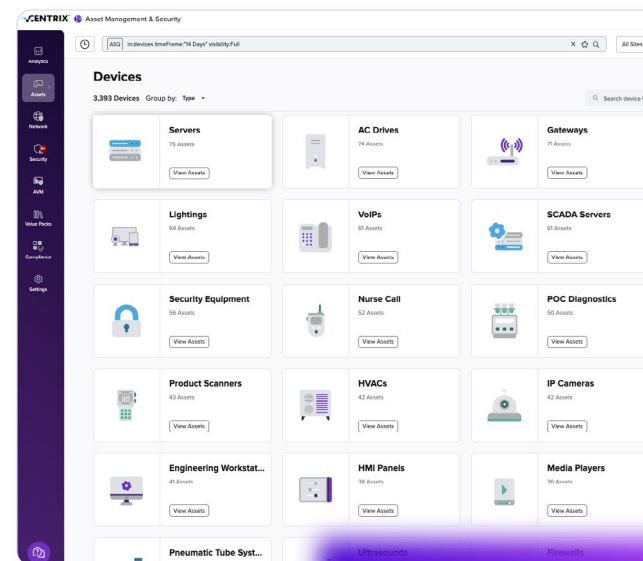 CENTRIX Asset Management & Security
ASQ in:devices timeFrame:"14 Days" visibility:Full
All Sites
Analytics
Assets
Network
Security
AVM
Value Packs
Compliance
Settings
Devices
3,393 Devices Group by: Type
Search device
Servers
75 Assets
View Assets
AC Drives
74 Assets
View Assets
Gateways
71 Assets
View Assets
Lightings
64 Assets
View Assets
VoIPs
61 Assets
View Assets
SCADA Servers
61 Assets
View Assets
Security Equipment
56 Assets
View Assets
Nurse Call
52 Assets
View Assets
POC Diagnostics
50 Assets
View Assets
Product Scanners
43 Assets
View Assets
HVACs
42 Assets
View Assets
IP Cameras
42 Assets
View Assets
Engineering Workstat...
41 Assets
View Assets
HMI Panels
38 Assets
View Assets
Media Players
36 Assets
View Assets
Pneumatic Tube Syst...
Ultrasounds
Firewalls